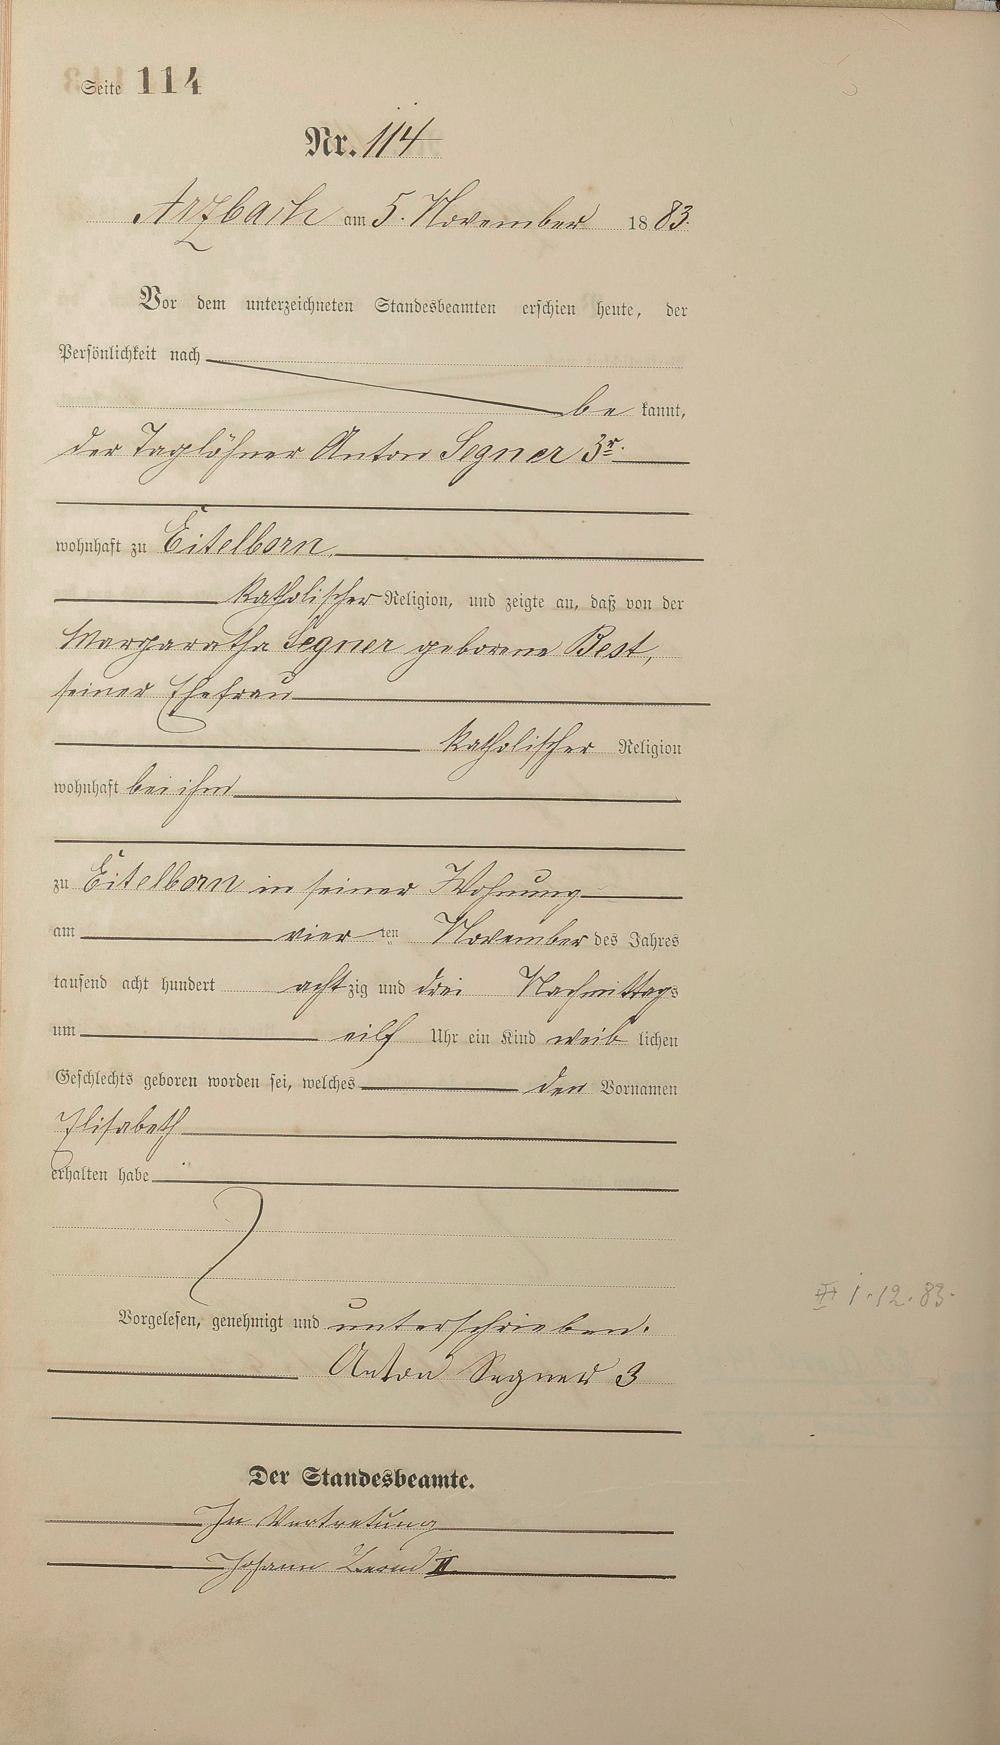 Seite 114
Nr. 114
Arzbach am 5. November 1883.
Vor dem unterzeichneten Standesbeamten erschien heute, der
Persönlichkeit nach
be kannt,
der Taglöhner Anton Segner 3r.
wohnhaft zu Eitelborn
katholischer Religion, und zeigte an, daß von der
Margaratha Segner geborene Best,
seiner Ehefrau
katholischer Religion
wohnhaft bei ihm
zu Eitelborn in seiner Wohnung
am vier ten November des Jahres
tausend acht hundert achtzig und drei Nachmittags
um eilf Uhr ein Kind weib lichen
Geschlechts geboren worden sei, welches den Vornamen
Elisabeth
erhalten habe
Vorgelesen, genehmigt und unterschrieben.
Anton Segner 3
Der Standesbeamte.
In Vertretung
Johann II
1.12.83.